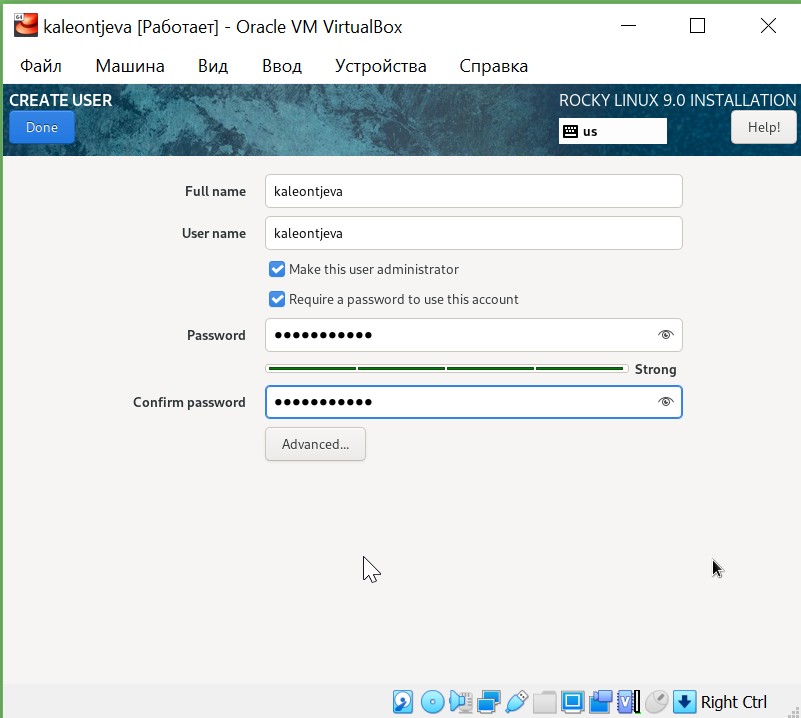 kaleontjeva [Работает] - Oracle VM VirtualBox
Файл Машина Вид Ввод Устройства Справка
CREATE USER
ROCKY LINUX 9.0 INSTALLATION
Done
us
Help!
Full name kaleontjeva
User name kaleontjeva
Make this user administrator
Require a password to use this account
Password ●●●●●●●●●●●
Strong
Confirm password ●●●●●●●●●●●
Advanced...
Right Ctrl